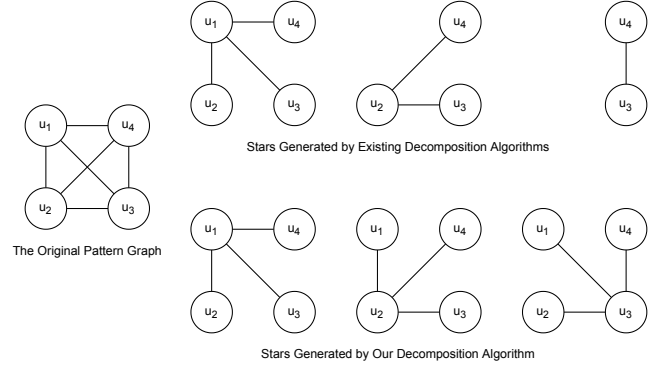 u1 u4 u4 u4
u2 u3 u2 u3 u3
Stars Generated by Existing Decomposition Algorithms
u1 u4
u2 u3
The Original Pattern Graph
u1 u4 u1 u4 u1 u4
u2 u3 u2 u3 u2 u3
Stars Generated by Our Decomposition Algorithm